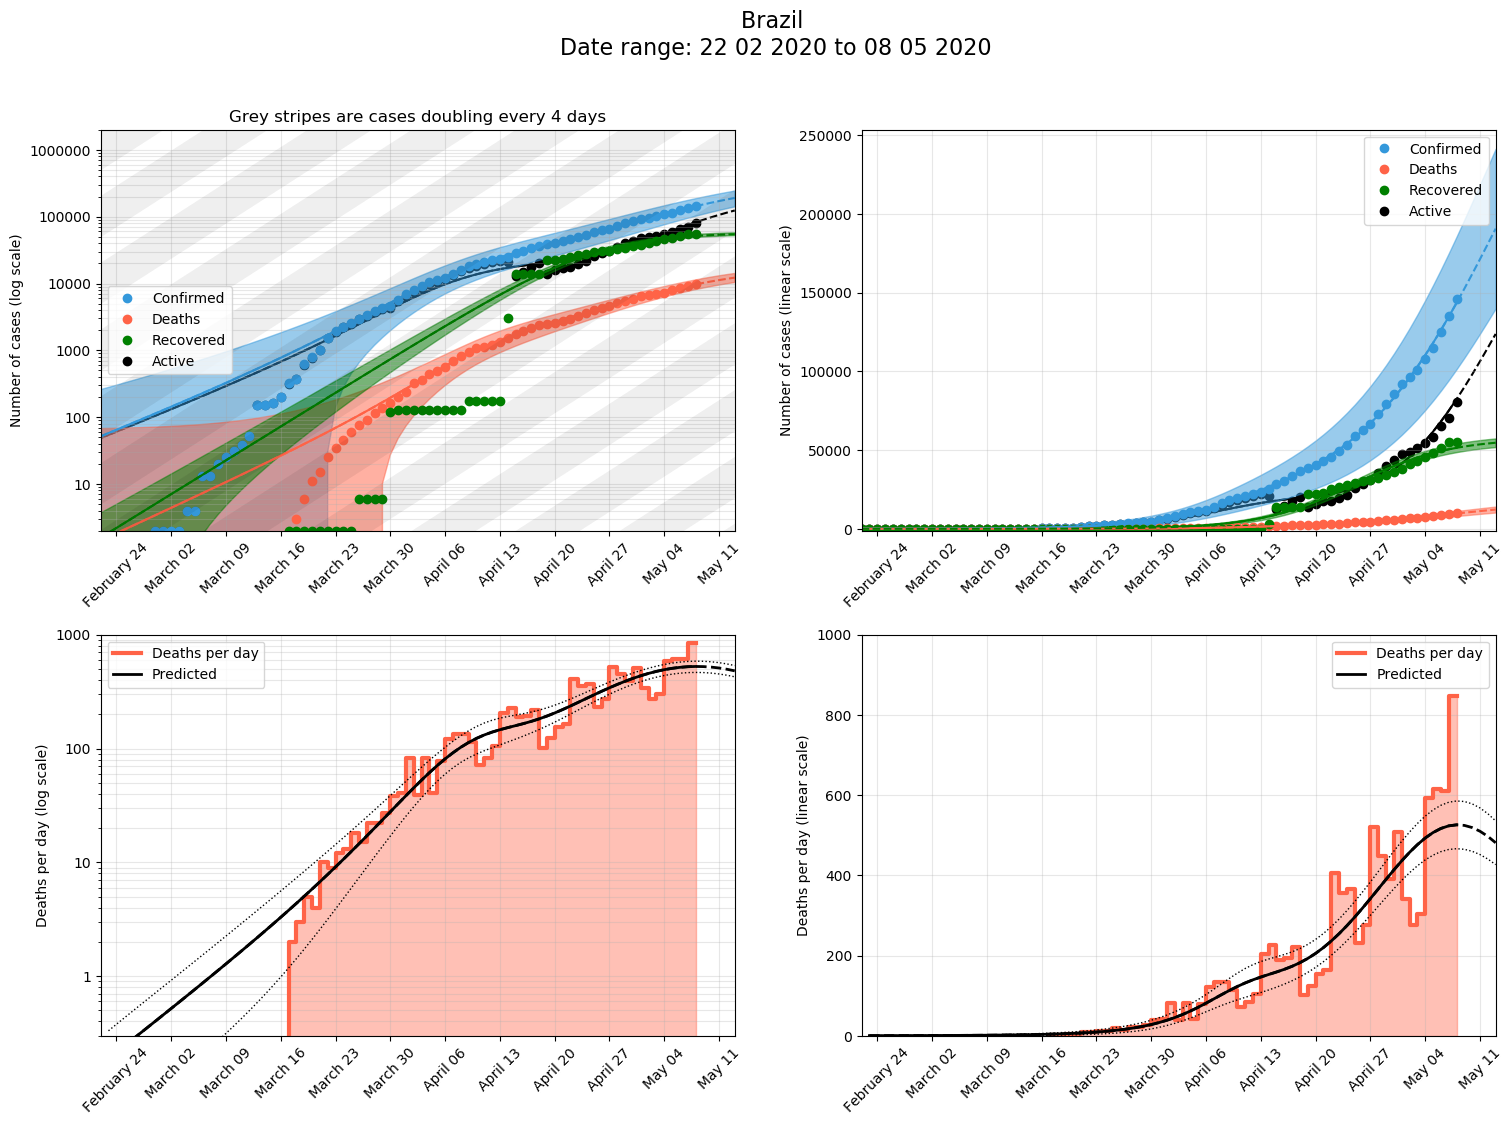 Brazil
Date range: 22 02 2020 to 08 05 2020
Grey stripes are cases doubling every 4 days
Number of cases (log scale)
1000000
100000
10000
1000
100
10
Confirmed
Deaths
Recovered
Active
February 24
March 02
March 09
March 16
March 23
March 30
April 06
April 13
April 20
April 27
May 04
May 11
Number of cases (linear scale)
250000
200000
150000
100000
50000
0
Confirmed
Deaths
Recovered
Active
February 24
March 02
March 09
March 16
March 23
March 30
April 06
April 13
April 20
April 27
May 04
May 11
Deaths per day (log scale)
1000
100
10
1
Deaths per day
Predicted
February 24
March 02
March 09
March 16
March 23
March 30
April 06
April 13
April 20
April 27
May 04
May 11
Deaths per day (linear scale)
1000
800
600
400
200
0
Deaths per day
Predicted
February 24
March 02
March 09
March 16
March 23
March 30
April 06
April 13
April 20
April 27
May 04
May 11